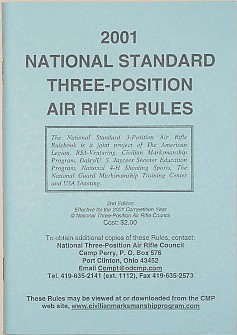 2001
NATIONAL STANDARD
THREE-POSITION
AIR RIFLE RULES
The National Standard 3-Position Air Rifle
Rulebook is a joint project of The American
Legion, BSA-Venturing, Civilian Marksmanship
Program, Daisy/U. S. Jaycees Shooter Education
Program, National 4-H Shooting Sports, The
National Guard Marksmanship Training Center
and USA Shooting.
2nd Edition
Effective for the 2001 Competition Year
© National Three-Position Air Rifle Council
Cost: $2.00
To obtain additional copies of these Rules, contact:
National Three-Position Air Rifle Council
Camp Perry, P. O. Box 576
Port Clinton, Ohio 43452
Email Compt@odcmp.com
Tel. 419-635-2141 (ext. 1112), Fax 419-635-2573
These Rules may be viewed at or downloaded from the CMP
web site, www.civilianmarksmanshipprogram.com